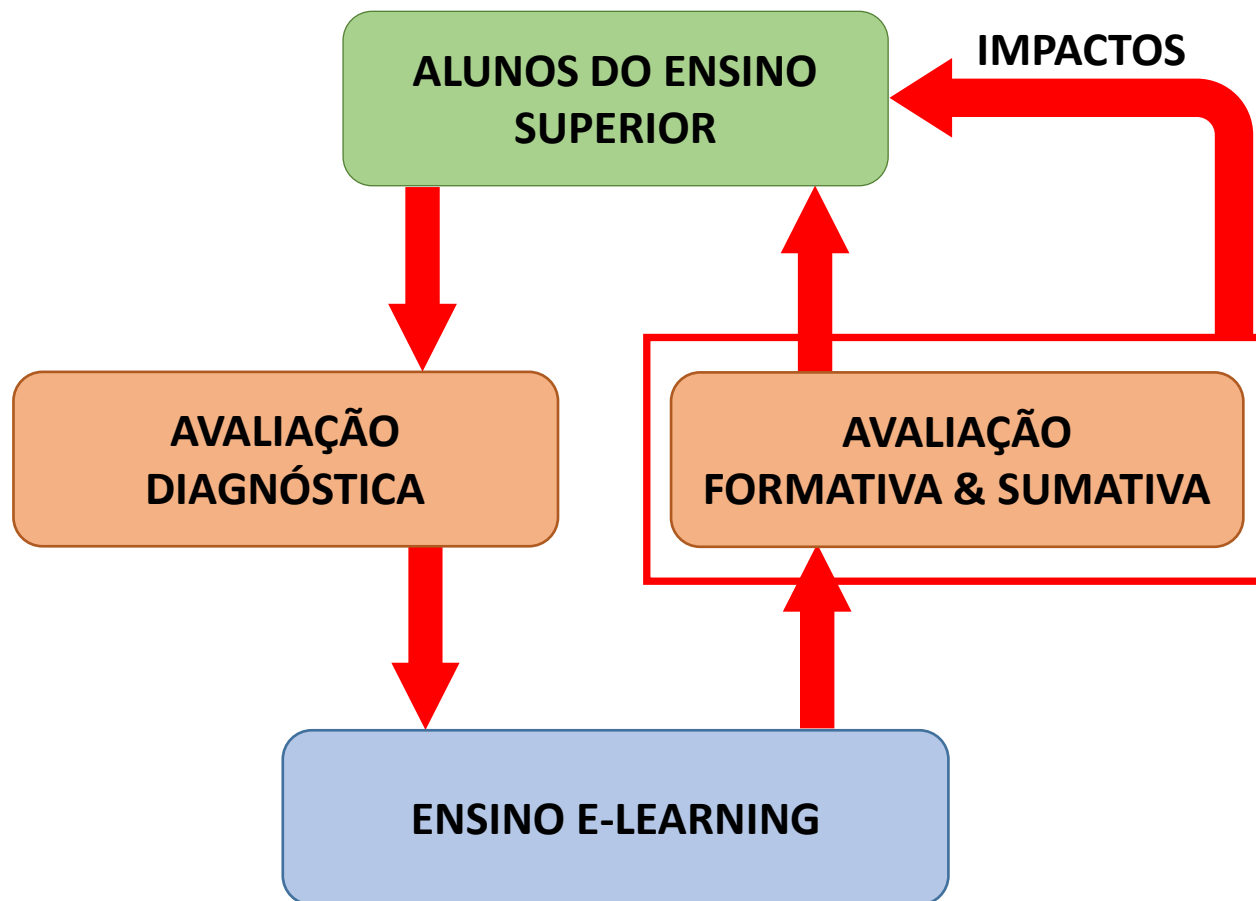 IMPACTOS
ALUNOS DO ENSINO
SUPERIOR
AVALIAÇÃO
DIAGNÓSTICA
AVALIAÇÃO
FORMATIVA & SUMATIVA
ENSINO E-LEARNING